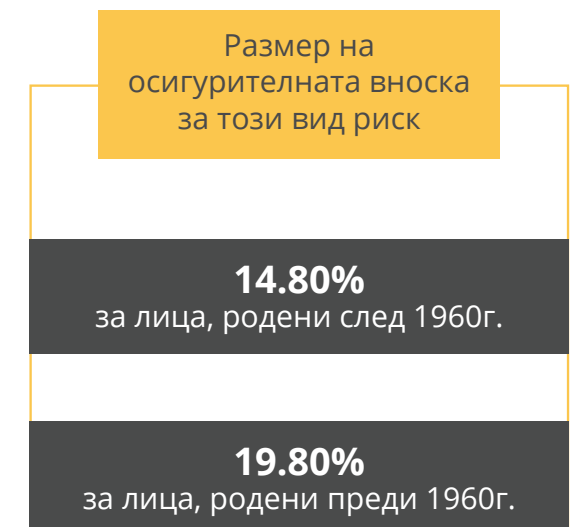 Размер на
осигурителната вноска
за този вид риск
14.80%
за лица, родени след 1960г.
19.80%
за лица, родени преди 1960г.